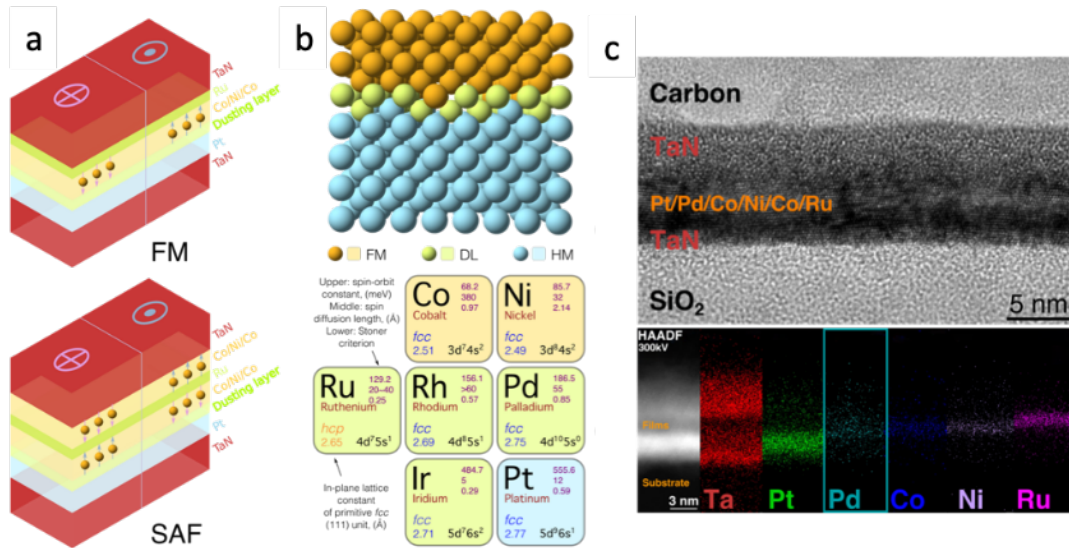 a
TaN
Ru
Co/Ni/Co
Dusting layer
Pt
TaN
FM
TaN
Co/Ni/Co
Ru
Co/Ni/Co
Dusting layer
Pt
TaN
SAF
b
FM
DL
HM
Upper: spin-orbit
constant, (meV)
Middle: spin
diffusion length, (Å)
Lower: Stoner
criterion
Co
68.2
380
0.97
Cobalt
fcc
2.51
3d⁷4s²
Ni
85.7
32
2.14
Nickel
fcc
2.49
3d⁸4s²
Ru
129.2
20-40
0.25
Ruthenium
hcp
2.65
4d⁷5s¹
Rh
156.1
>60
0.57
Rhodium
fcc
2.69
4d⁸5s¹
Pd
186.5
55
0.85
Palladium
fcc
2.75
4d¹⁰5s⁰
In-plane lattice
constant
of primitive fcc
(111) unit, (Å)
Ir
484.7
5
0.29
Iridium
fcc
2.71
5d⁷6s²
Pt
555.6
12
0.59
Platinum
fcc
2.77
5d⁹6s¹
c
Carbon
TaN
Pt/Pd/Co/Ni/Co/Ru
TaN
SiO₂
5 nm
HAADF
300kV
Films
Substrate
3 nm
Ta
Pt
Pd
Co
Ni
Ru